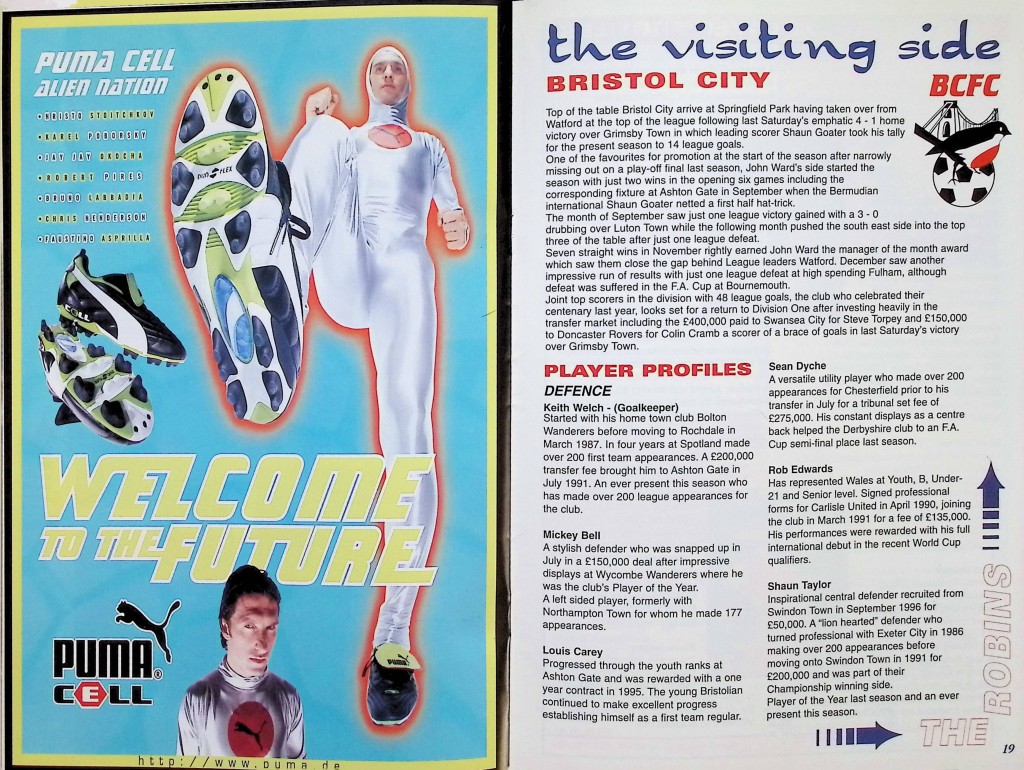 PUMA CELL
ALIEN NATION
•HRISTO STOITCHKOV
•KAREL POBORSKY
•JAY JAY OKOCHA
•ROBERT PIRES
•BRUNO LABBADIA
•CHRIS HENDERSON
•FAUSTINO ASPRILLA
FLEX
CELL
WELCOME
TO THE FUTURE
PUMA
PUMA®
CELL
http://www.puma.de
the visiting side
BRISTOL CITY
BCFC
Top of the table Bristol City arrive at Springfield Park having taken over from
Watford at the top of the league following last Saturday's emphatic 4 - 1 home
victory over Grimsby Town in which leading scorer Shaun Goater took his tally
for the present season to 14 league goals.
One of the favourites for promotion at the start of the season after narrowly
missing out on a play-off final last season, John Ward's side started the
season with just two wins in the opening six games including the
corresponding fixture at Ashton Gate in September when the Bermudian
international Shaun Goater netted a first half hat-trick.
The month of September saw just one league victory gained with a 3 - 0
drubbing over Luton Town while the following month pushed the south east side into the top
three of the table after just one league defeat.
Seven straight wins in November rightly earned John Ward the manager of the month award
which saw them close the gap behind League leaders Watford. December saw another
impressive run of results with just one league defeat at high spending Fulham, although
defeat was suffered in the F.A. Cup at Bournemouth.
Joint top scorers in the division with 48 league goals, the club who celebrated their
centenary last year, looks set for a return to Division One after investing heavily in the
transfer market including the £400,000 paid to Swansea City for Steve Torpey and £150,000
to Doncaster Rovers for Colin Cramb a scorer of a brace of goals in last Saturday's victory
over Grimsby Town.
PLAYER PROFILES
DEFENCE
Keith Welch - (Goalkeeper)
Started with his home town club Bolton
Wanderers before moving to Rochdale in
March 1987. In four years at Spotland made
over 200 first team appearances. A £200,000
transfer fee brought him to Ashton Gate in
July 1991. An ever present this season who
has made over 200 league appearances for
the club.
Mickey Bell
A stylish defender who was snapped up in
July in a £150,000 deal after impressive
displays at Wycombe Wanderers where he
was the club's Player of the Year.
A left sided player, formerly with
Northampton Town for whom he made 177
appearances.
Louis Carey
Progressed through the youth ranks at
Ashton Gate and was rewarded with a one
year contract in 1995. The young Bristolian
continued to make excellent progress
establishing himself as a first team regular.
Sean Dyche
A versatile utility player who made over 200
appearances for Chesterfield prior to his
transfer in July for a tribunal set fee of
£275,000. His constant displays as a centre
back helped the Derbyshire club to an F.A.
Cup semi-final place last season.
Rob Edwards
Has represented Wales at Youth, B, Under-
21 and Senior level. Signed professional
forms for Carlisle United in April 1990, joining
the club in March 1991 for a fee of £135,000.
His performances were rewarded with his full
international debut in the recent World Cup
qualifiers.
Shaun Taylor
Inspirational central defender recruited from
Swindon Town in September 1996 for
£50,000. A "lion hearted" defender who
turned professional with Exeter City in 1986
making over 200 appearances before
moving onto Swindon Town in 1991 for
£200,000 and was part of their
Championship winning side.
Player of the Year last season and an ever
present this season.
THE ROBINS
19